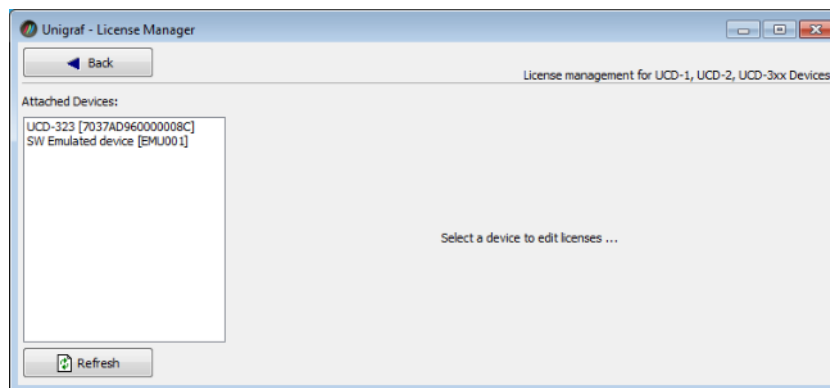 Unigraf - License Manager
Back
License management for UCD-1, UCD-2, UCD-3xx Devices
Attached Devices:
UCD-323 [7037AD960000008C]
SW Emulated device [EMU001]
Select a device to edit licenses ...
Refresh